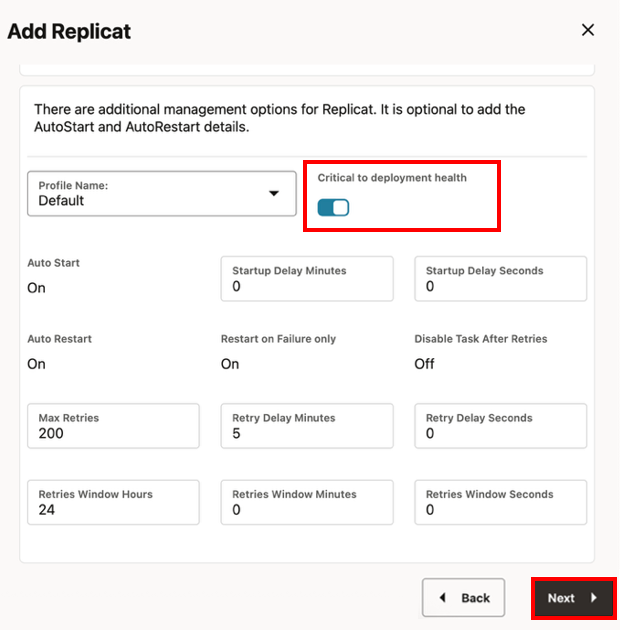 Add Replicat
There are additional management options for Replicat. It is optional to add the
AutoStart and AutoRestart details.
Profile Name:
Default
Critical to deployment health
Auto Start
On
Startup Delay Minutes
0
Startup Delay Seconds
0
Auto Restart
On
Restart on Failure only
On
Disable Task After Retries
Off
Max Retries
200
Retry Delay Minutes
5
Retry Delay Seconds
0
Retries Window Hours
24
Retries Window Minutes
0
Retries Window Seconds
0
Back
Next